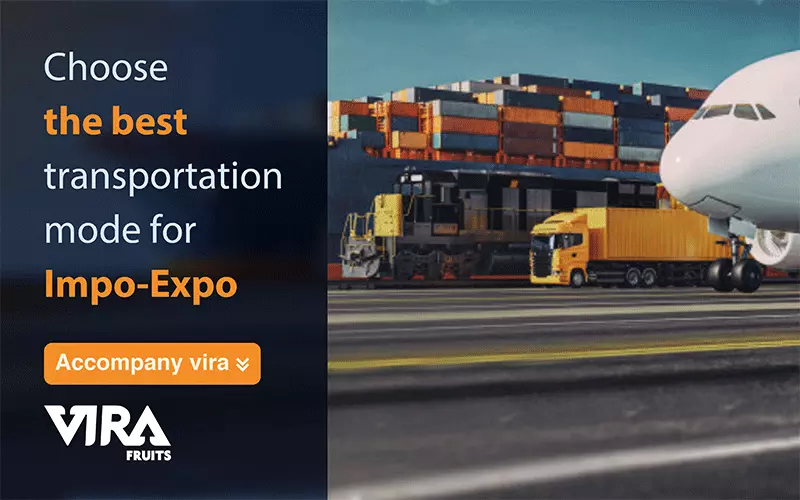 Choose
the best
transportation
mode for
Impo-Expo
Accompany vira
VIRA
FRUITS